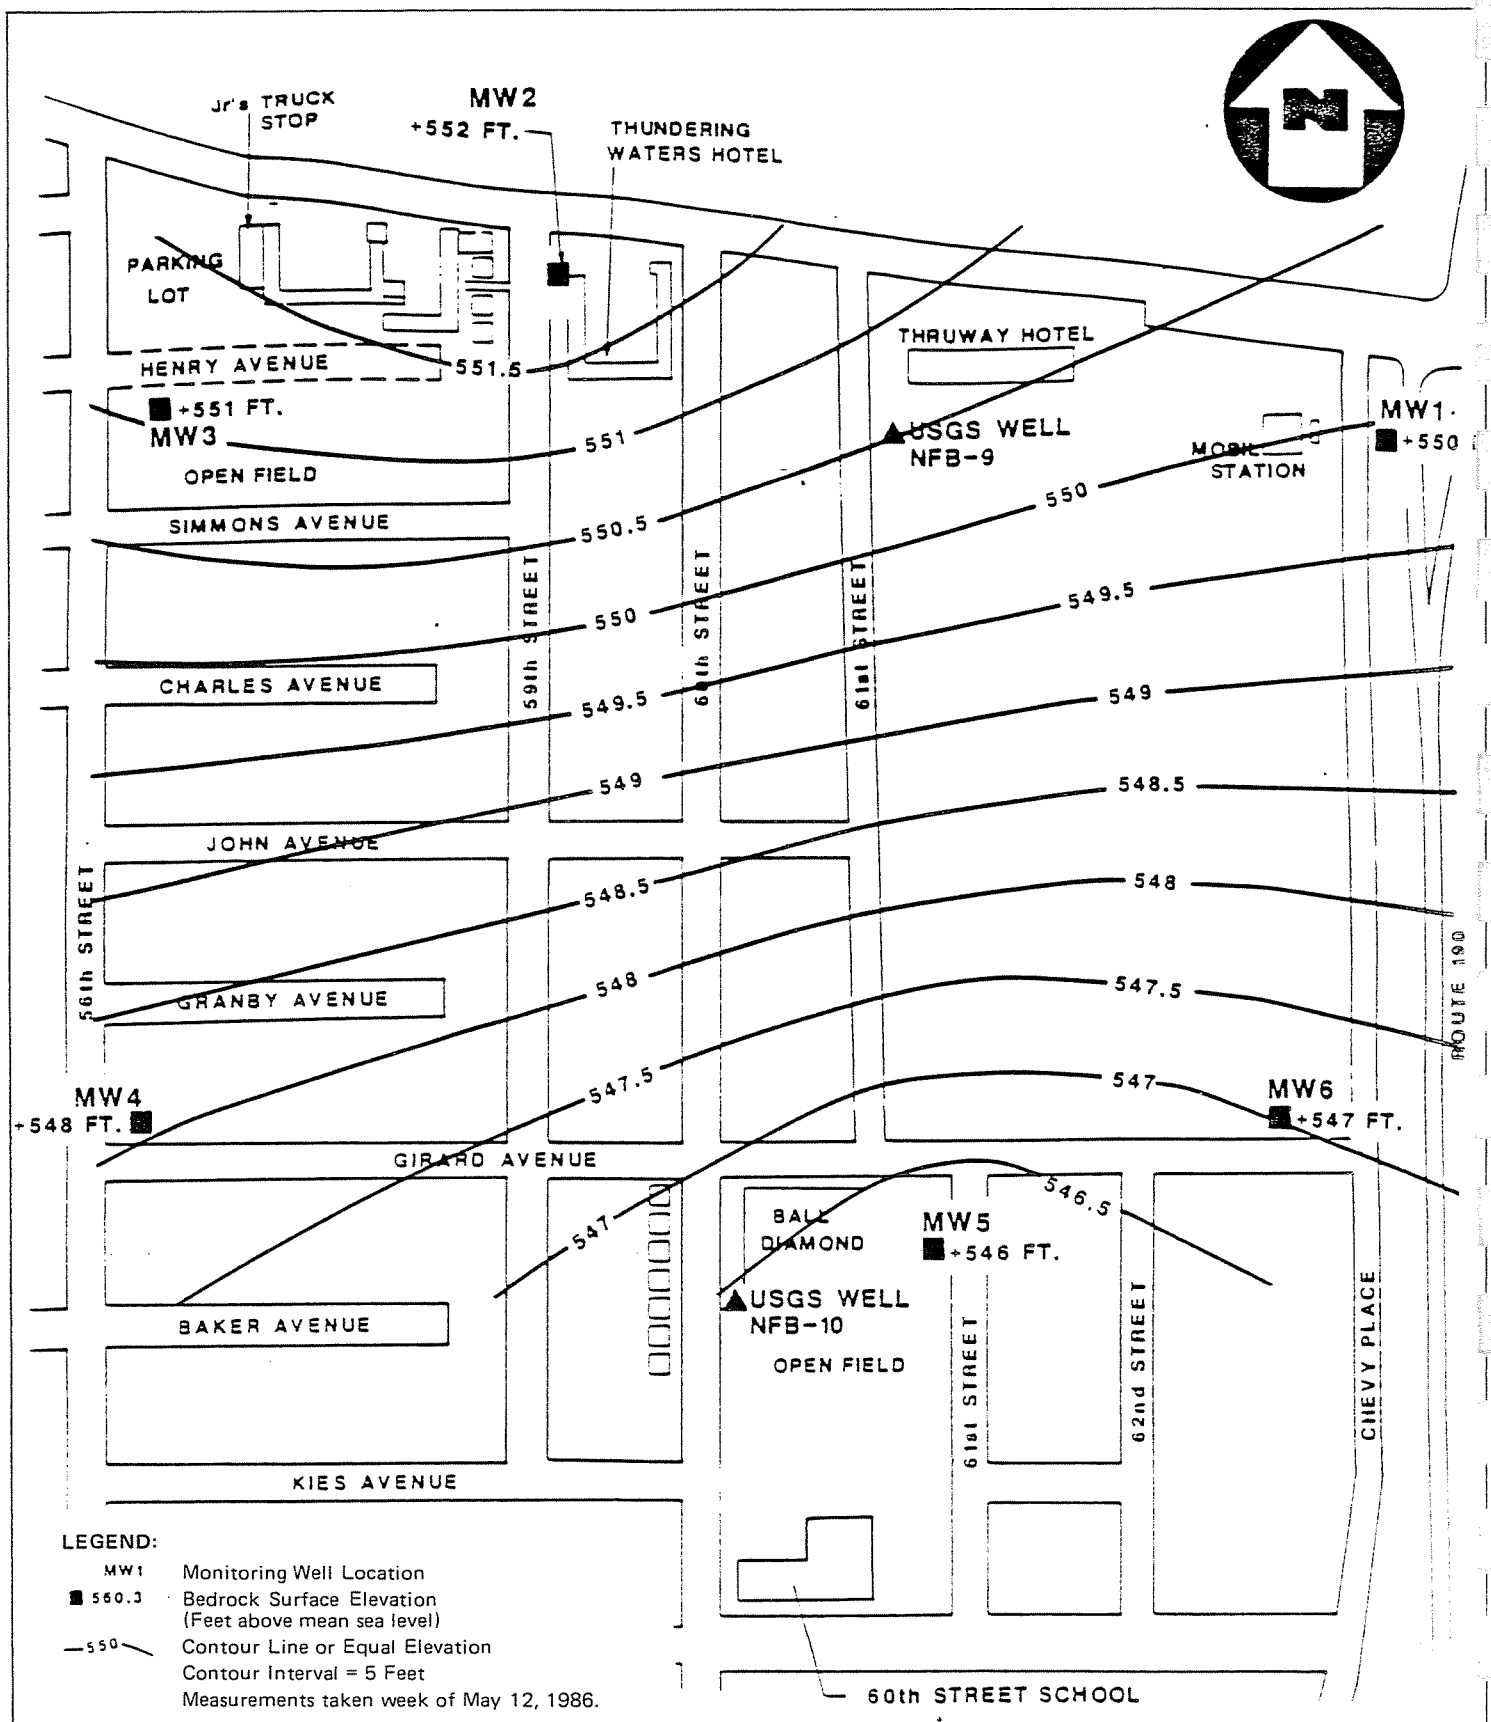 N
Jr's TRUCK
STOP
MW2
+552 FT.
THUNDERING
WATERS HOTEL
PARKING
LOT
HENRY AVENUE
551.5
THRUWAY HOTEL
+551 FT.
MW3
OPEN FIELD
551
USGS WELL
NFB-9
MW1
+550
MOBIL
STATION
SIMMONS AVENUE
550.5
550
550
549.5
59th STREET
60th STREET
61st STREET
CHARLES AVENUE
549.5
549
549
548.5
JOHN AVENUE
56th STREET
548.5
548
GRANBY AVENUE
548
547.5
ROUTE 190
MW4
+548 FT.
547.5
547
MW6
+547 FT.
GIRARD AVENUE
547
546.5
BALL
DIAMOND
MW5
+546 FT.
USGS WELL
NFB-10
BAKER AVENUE
OPEN FIELD
61st STREET
62nd STREET
CHEVY PLACE
KIES AVENUE
LEGEND:
MW1 Monitoring Well Location
560.3 Bedrock Surface Elevation
(Feet above mean sea level)
550 Contour Line or Equal Elevation
Contour Interval = 5 Feet
Measurements taken week of May 12, 1986.
60th STREET SCHOOL